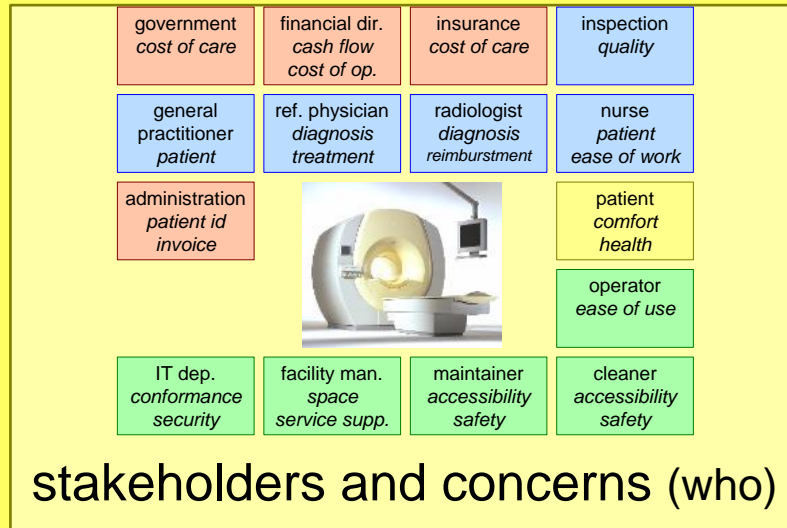 government
cost of care
financial dir.
cash flow
cost of op.
insurance
cost of care
inspection
quality
general
practitioner
patient
ref. physician
diagnosis
treatment
radiologist
diagnosis
reimburstment
nurse
patient
ease of work
administration
patient id
invoice
patient
comfort
health
operator
ease of use
IT dep.
conformance
security
facility man.
space
service supp.
maintainer
accessibility
safety
cleaner
accessibility
safety
stakeholders and concerns (who)